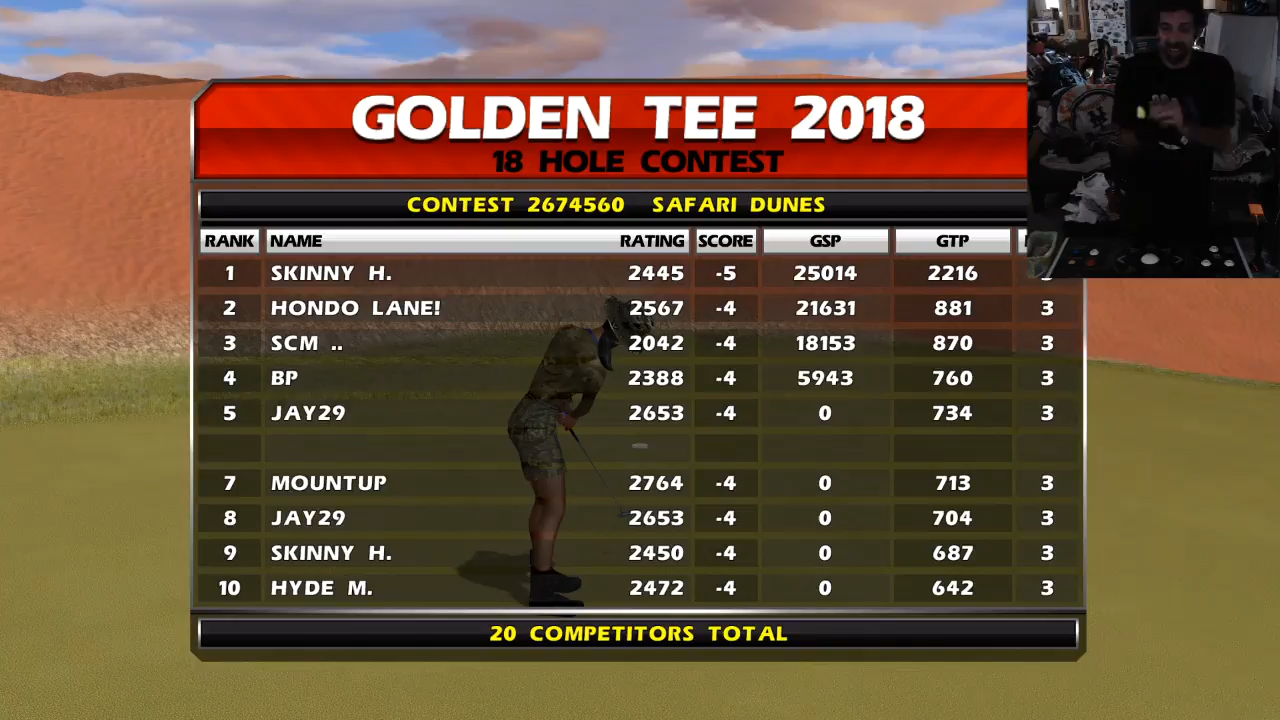 GOLDEN TEE 2018
18 HOLE CONTEST
CONTEST 2674560 SAFARI DUNES
RANK NAME RATING SCORE GSP GTP
1 SKINNY H. 2445 -5 25014 2216
2 HONDO LANE! 2567 -4 21631 881 3
3 SCM .. 2042 -4 18153 870 3
4 BP 2388 -4 5943 760 3
5 JAY29 2653 -4 0 734 3
7 MOUNTUP 2764 -4 0 713 3
8 JAY29 2653 -4 0 704 3
9 SKINNY H. 2450 -4 0 687 3
10 HYDE M. 2472 -4 0 642 3
20 COMPETITORS TOTAL